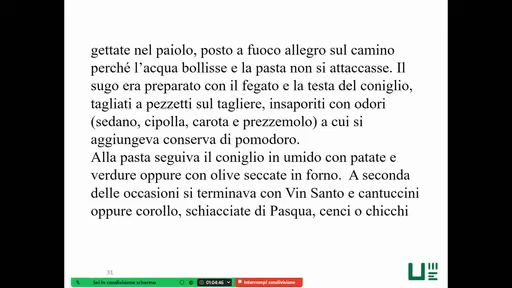 gettate nel paiolo, posto a fuoco allegro sul camino
perché l'acqua bollisse e la pasta non si attaccasse. Il
sugo era preparato con il fegato e la testa del coniglio,
tagliati a pezzetti sul tagliere, insaporiti con odori
(sedano, cipolla, carota e prezzemolo) a cui si
aggiungeva conserva di pomodoro.
Alla pasta seguiva il coniglio in umido con patate e
verdure oppure con olive seccate in forno.  A seconda
delle occasioni si terminava con Vin Santo e cantuccini
oppure corollo, schiacciate di Pasqua, cenci o chicchi
31
Sei in condivisione schermo 01:04:46 Interrompi condivisione